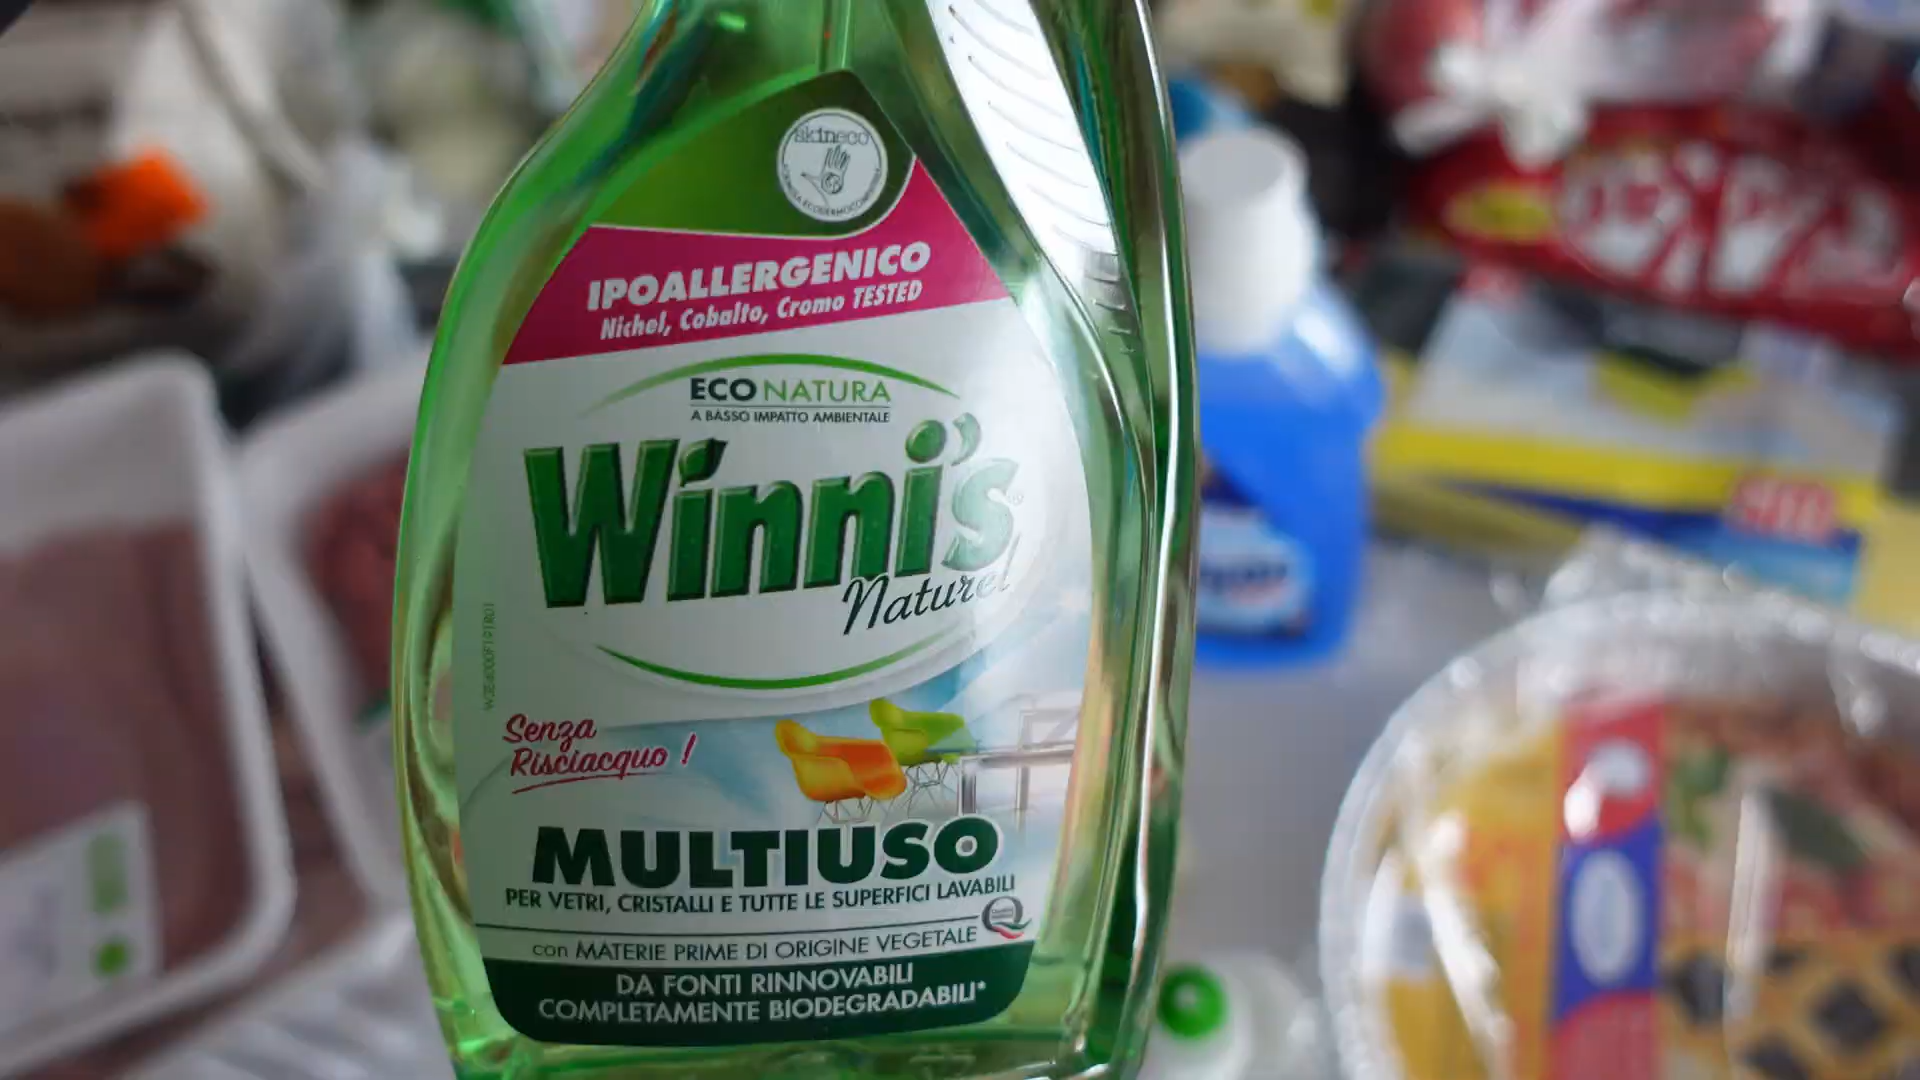 skineco
IPOALLERGENICO
Nichel, Cobalto, Cromo TESTED
ECO NATURA
A BASSO IMPATTO AMBIENTALE
Winni's
Naturel
Senza
Risciacquo !
MULTIUSO
PER VETRI, CRISTALLI E TUTTE LE SUPERFICI LAVABILI
con MATERIE PRIME DI ORIGINE VEGETALE
DA FONTI RINNOVABILI
COMPLETAMENTE BIODEGRADABILI*